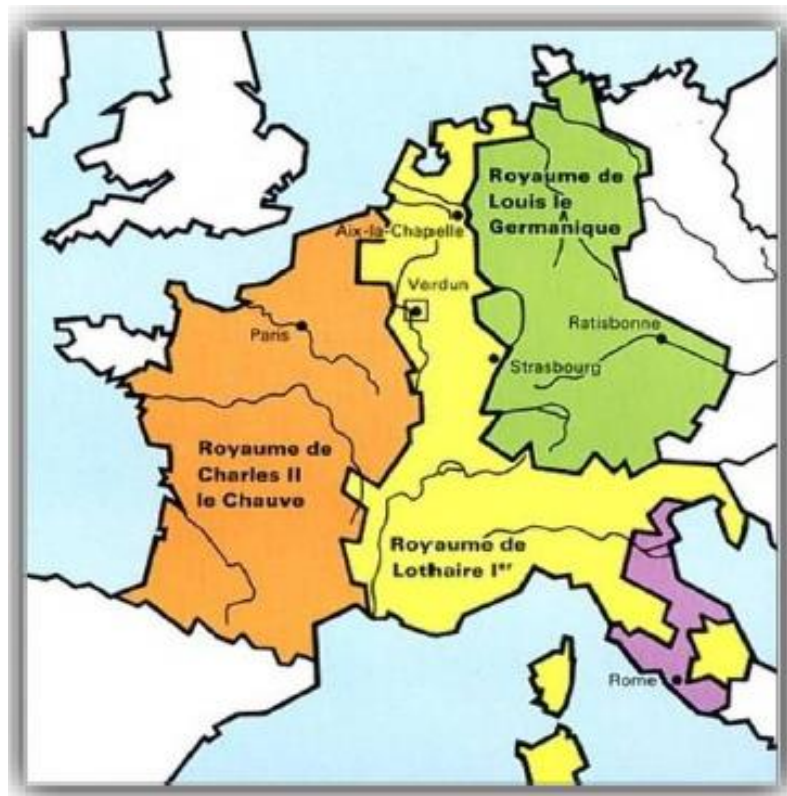 Royaume de
Louis le
Germanique
Aix-la-Chapelle
Verdun
Paris
Ratisbonne
Strasbourg
Royaume de
Charles II
le Chauve
Royaume de
Lothaire Iᵉʳ
Rome